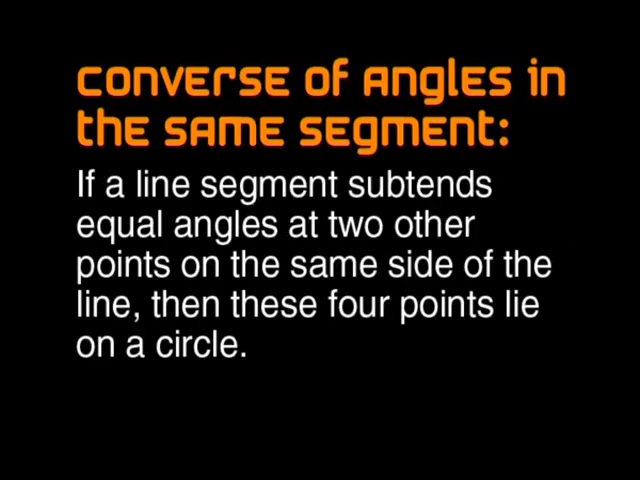 converse of angles in
the same segment:
If a line segment subtends
equal angles at two other
points on the same side of the
line, then these four points lie
on a circle.